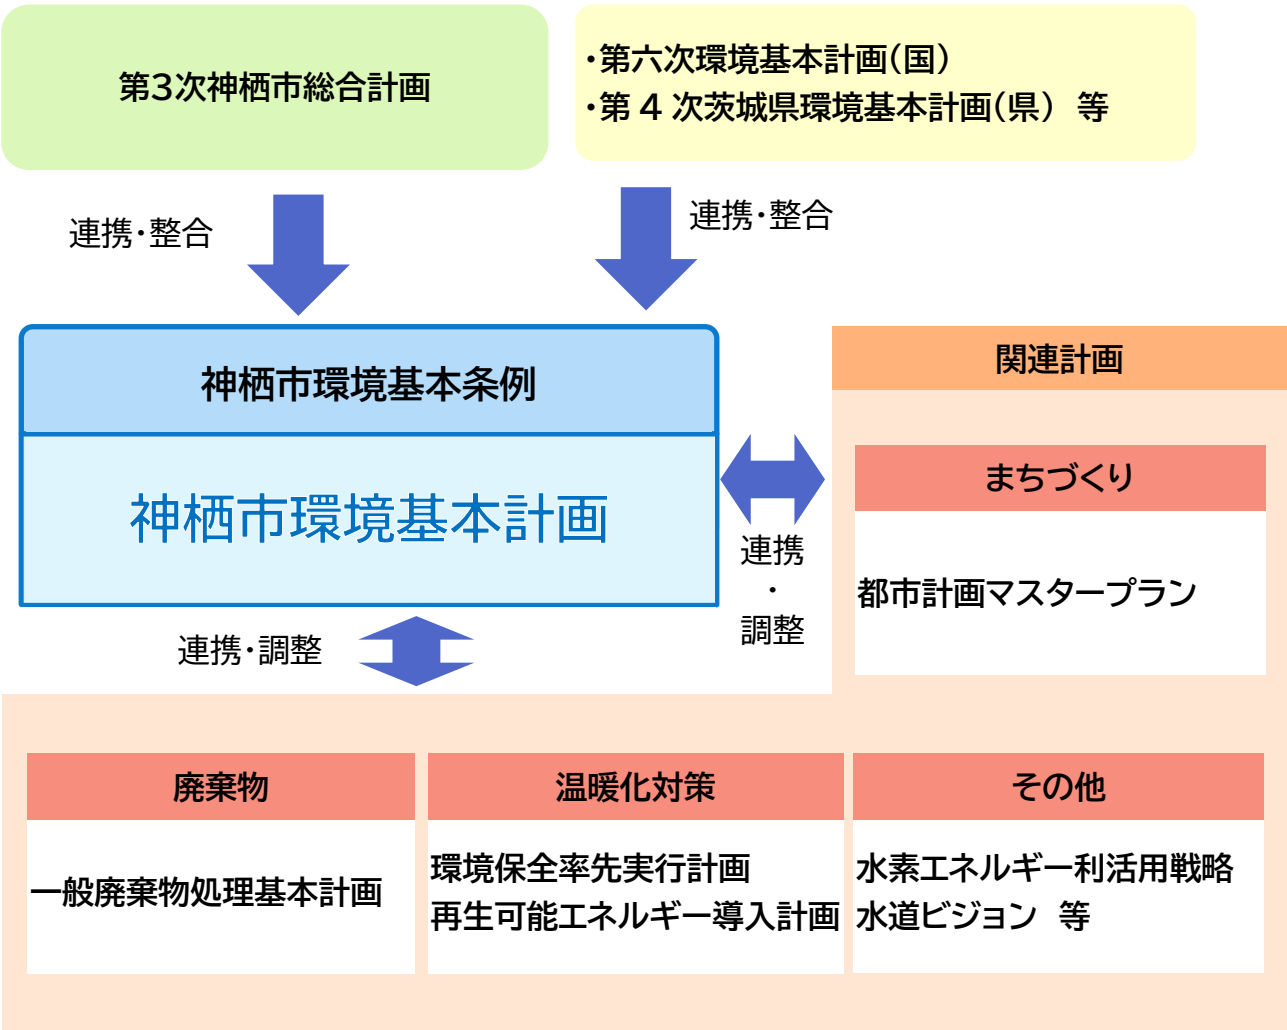 第3次神栖市総合計画
・第六次環境基本計画(国)
・第 4 次茨城県環境基本計画(県) 等
連携・整合
連携・整合
神栖市環境基本条例
神栖市環境基本計画
連携
・
調整
連携・調整
関連計画
まちづくり
都市計画マスタープラン
廃棄物
一般廃棄物処理基本計画
温暖化対策
環境保全率先実行計画
再生可能エネルギー導入計画
その他
水素エネルギー利活用戦略
水道ビジョン 等